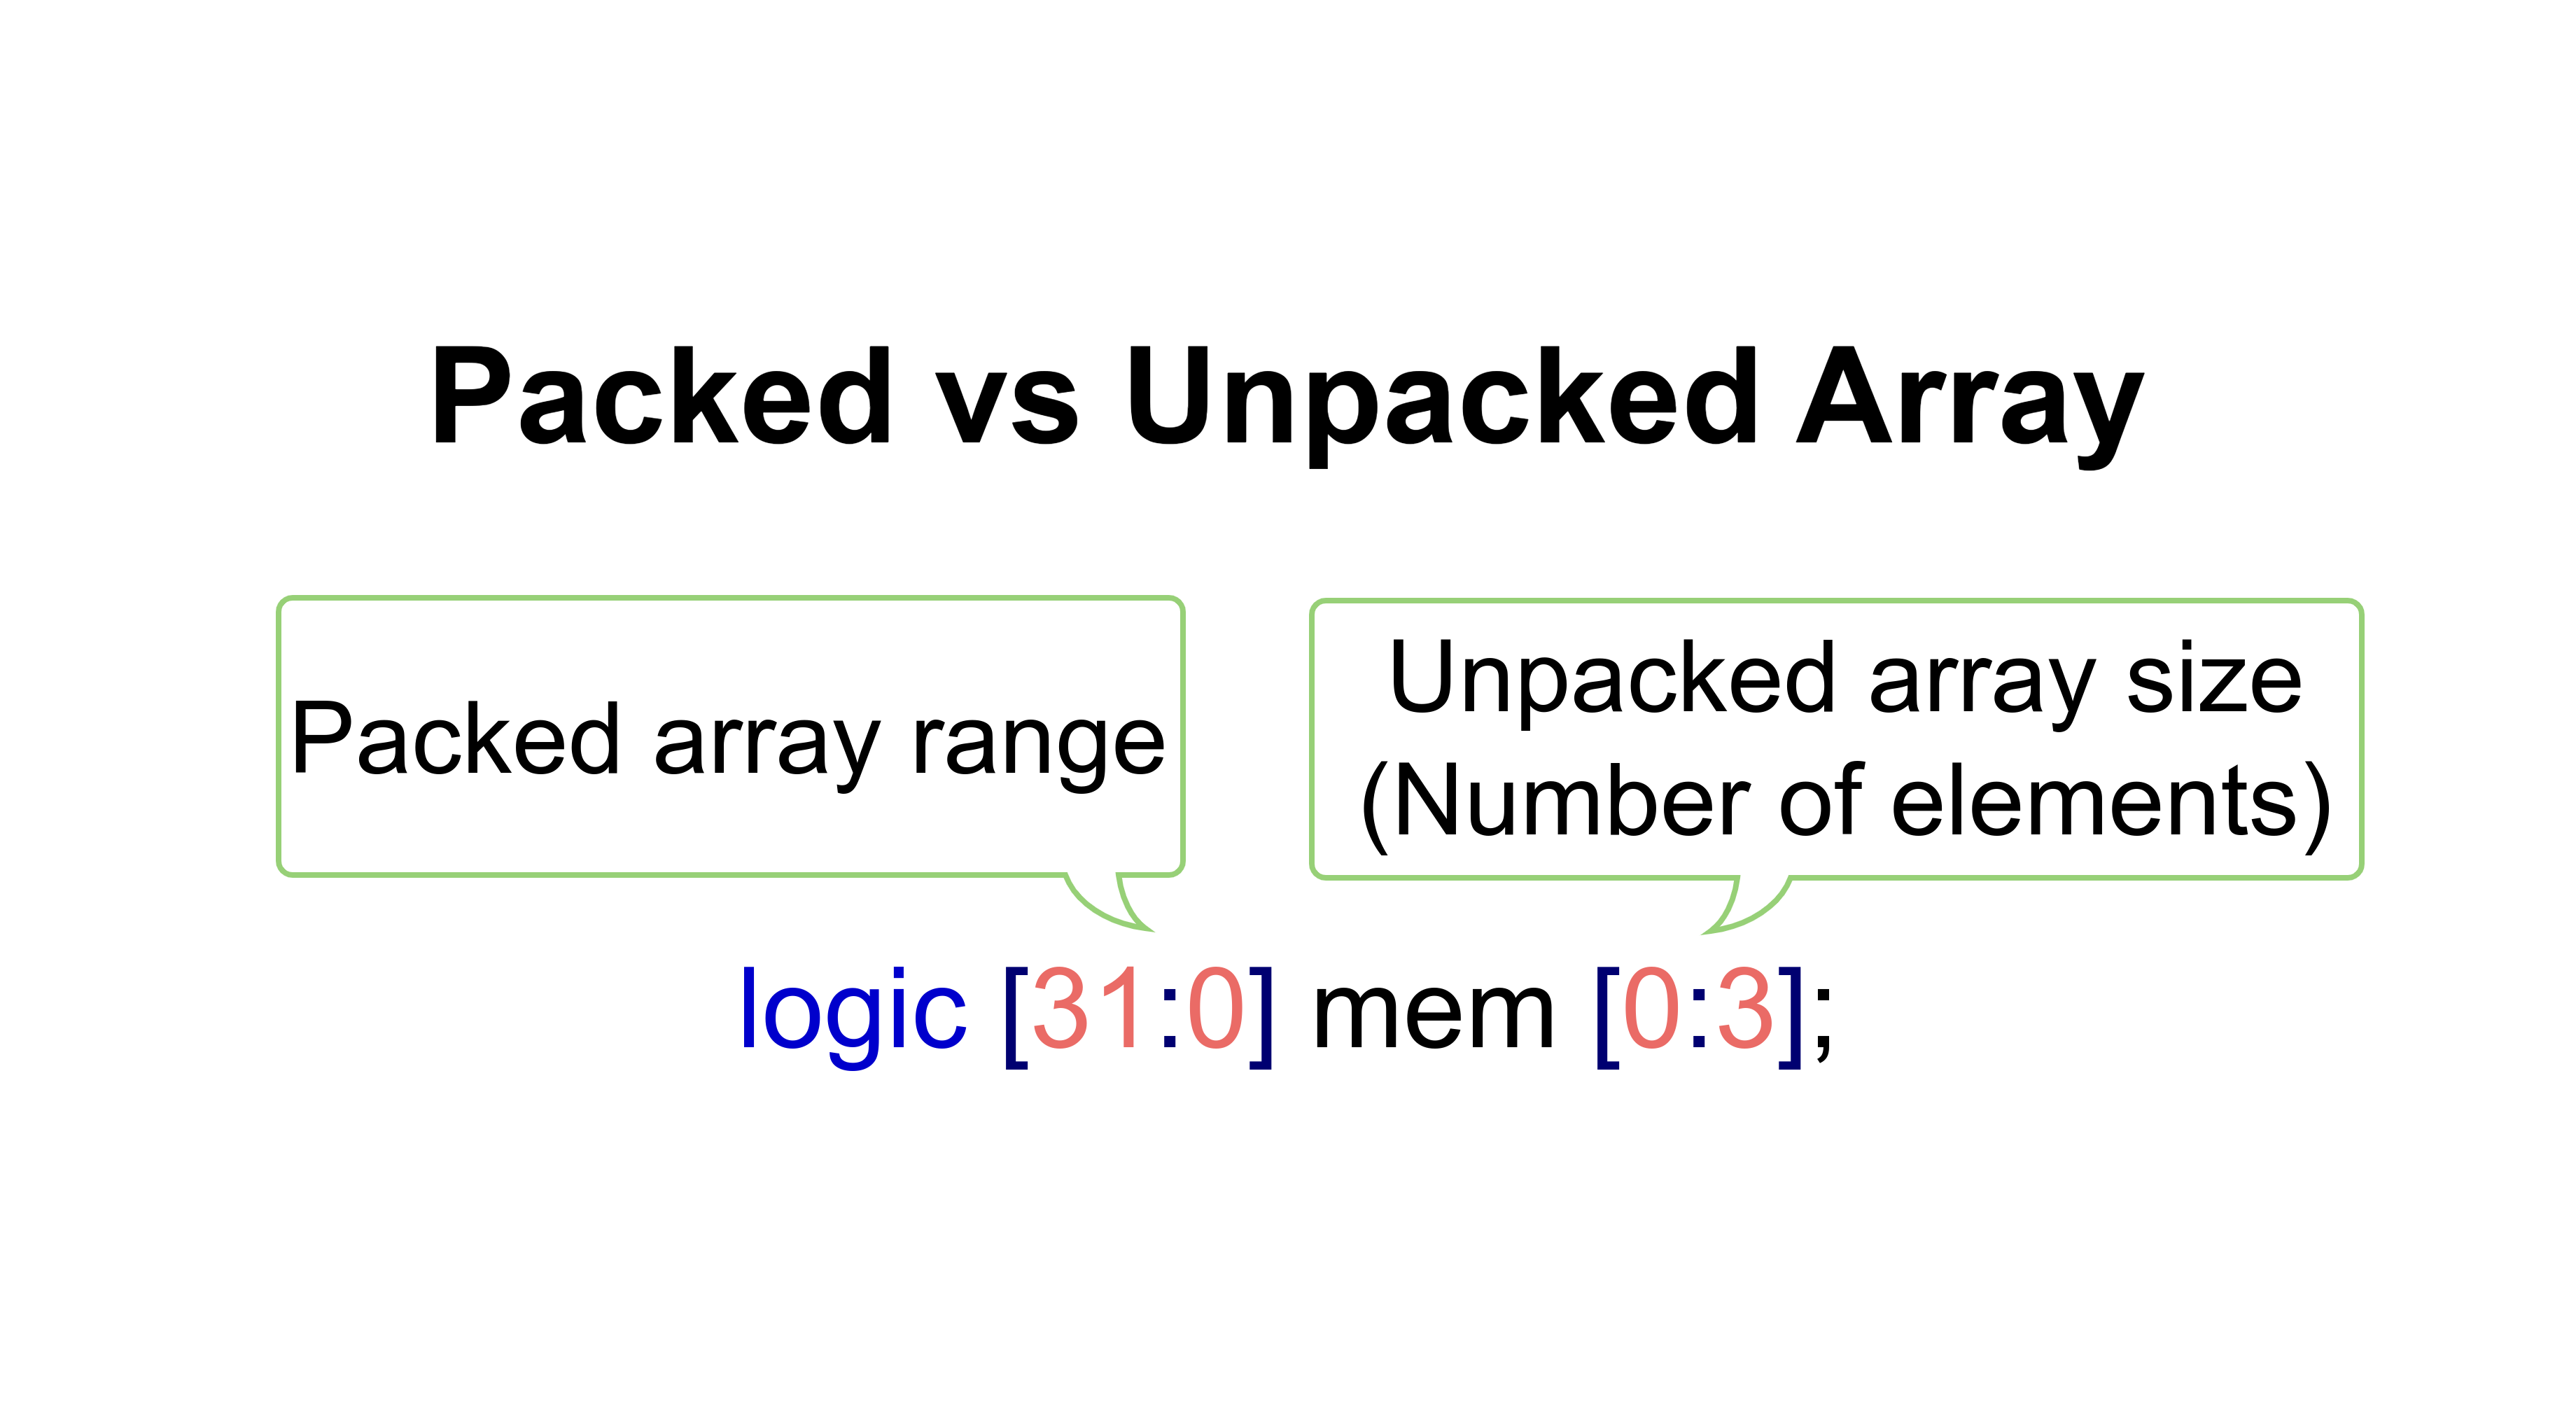 Packed vs Unpacked Array
Packed array range
Unpacked array size
(Number of elements)
logic [31:0] mem [0:3];